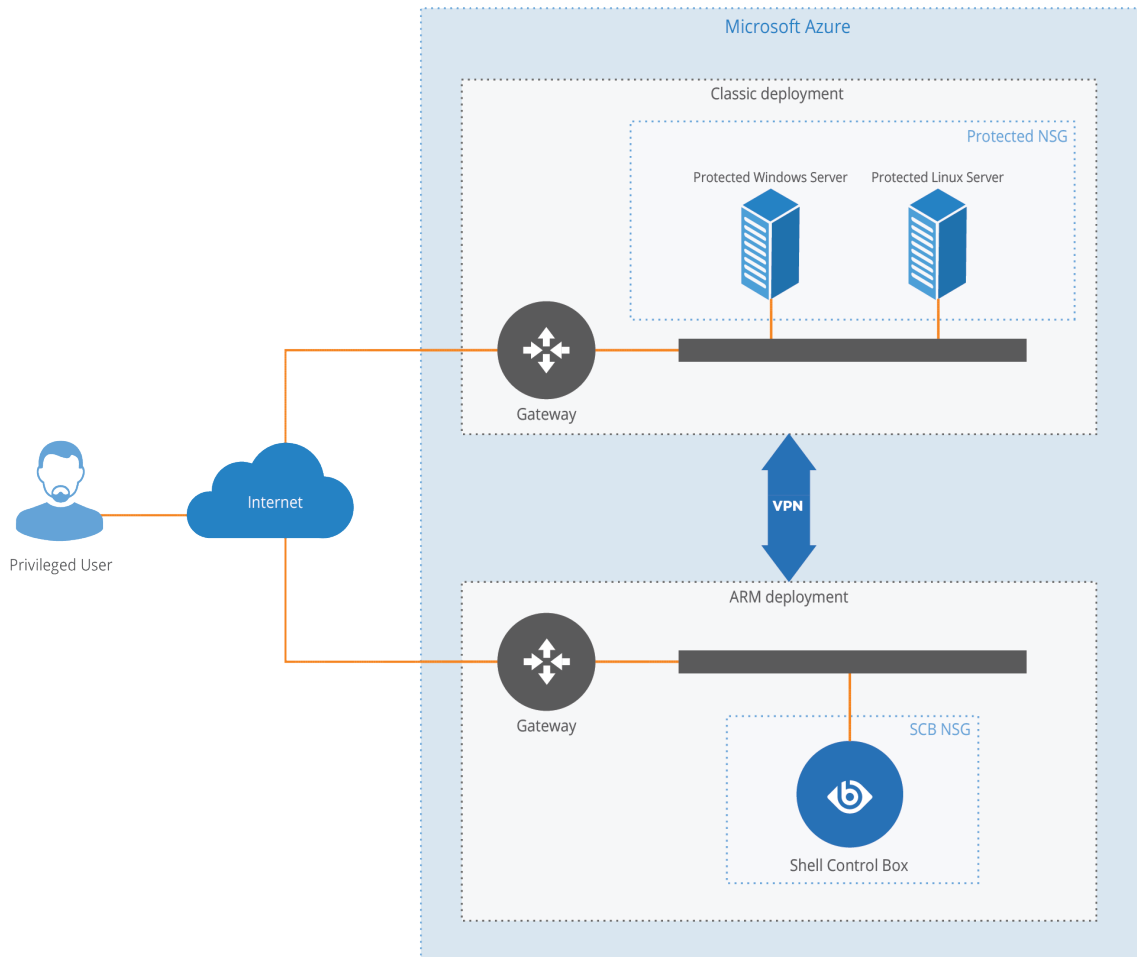 Microsoft Azure
Classic deployment
Protected NSG
Protected Windows Server
Protected Linux Server
Gateway
Internet
Privileged User
VPN
ARM deployment
Gateway
SCB NSG
Shell Control Box